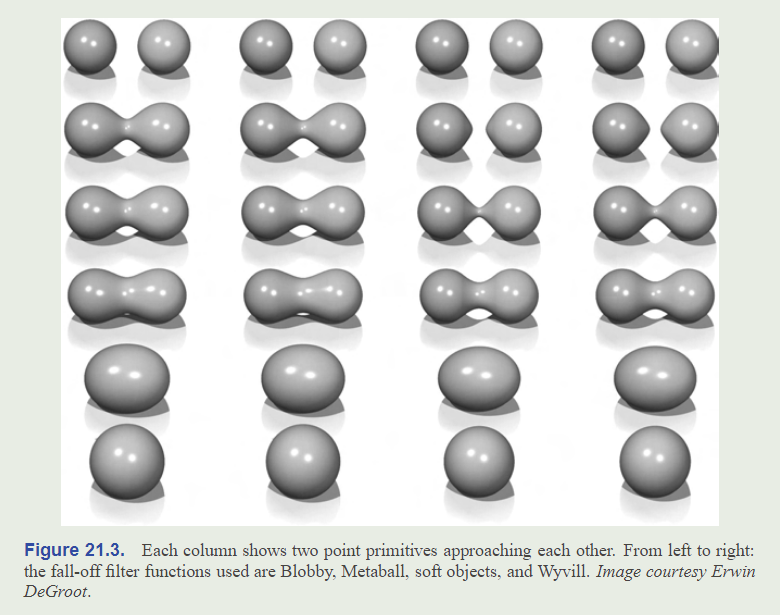 Figure 21.3. Each column shows two point primitives approaching each other. From left to right:
the fall-off filter functions used are Blobby, Metaball, soft objects, and Wyvill. Image courtesy Erwin
DeGroot.